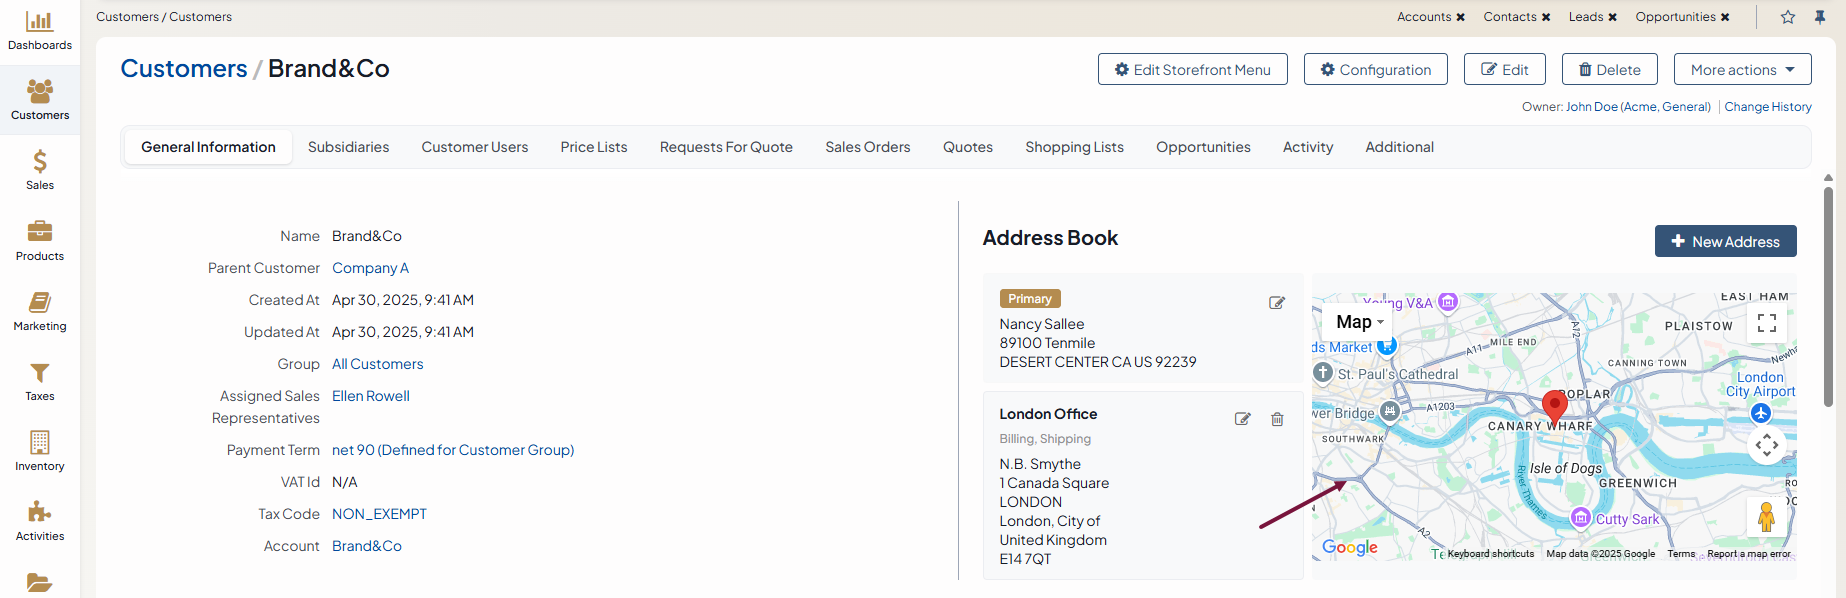 Customers / Customers
Accounts ✖ Contacts ✖ Leads ✖ Opportunities ✖
Dashboards
Customers
Sales
Products
Marketing
Taxes
Inventory
Activities
Customers / Brand&Co
Edit Storefront Menu
Configuration
Edit
Delete
More actions
Owner: John Doe (Acme, General) | Change History
General Information
Subsidiaries
Customer Users
Price Lists
Requests For Quote
Sales Orders
Quotes
Shopping Lists
Opportunities
Activity
Additional
Name Brand&Co
Parent Customer Company A
Created At Apr 30, 2025, 9:41 AM
Updated At Apr 30, 2025, 9:41 AM
Group All Customers
Assigned Sales Ellen Rowell
Representatives
Payment Term net 90 (Defined for Customer Group)
VAT Id N/A
Tax Code NON_EXEMPT
Account Brand&Co
Address Book
+ New Address
Primary
Nancy Sallee
89100 Tenmile
DESERT CENTER CA US 92239
London Office
Billing, Shipping
N.B. Smythe
1 Canada Square
LONDON
London, City of
United Kingdom
E14 7QT
Young V&A
EAST HAM
Map
PLAISTOW
A12
ds Market
A11
MILE END
CANNING TOWN
Newh
St. Paul's Cathedral
London
City Airport
POPLAR
wer Bridge
A1203
CANARY WHARF
SOUTHWARK
Isle of Dogs
GREENWICH
River Thames
Cutty Sark
A2
Google
Keyboard shortcuts
Map data ©2025 Google
Terms
Report a map error